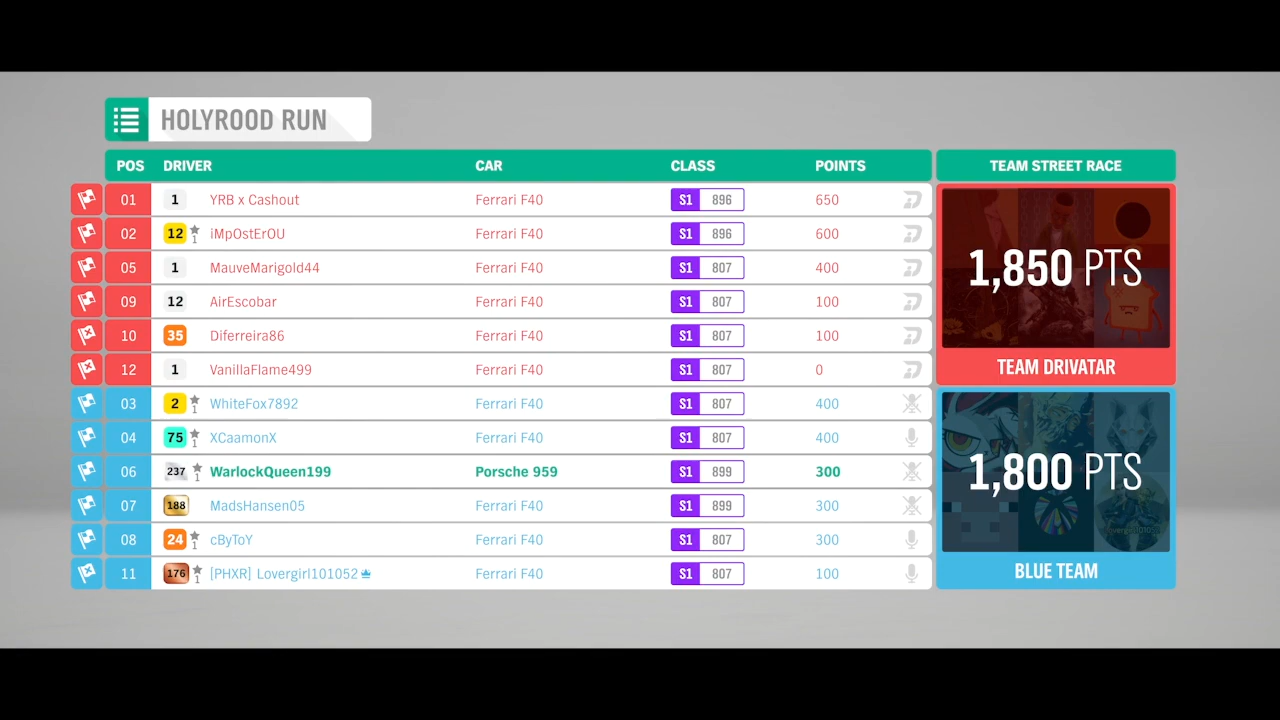 HOLYROOD RUN
POS DRIVER CAR CLASS POINTS TEAM STREET RACE
01 1 YRB x Cashout Ferrari F40 S1 896 650
02 12 1 iMpOstErOU Ferrari F40 S1 896 600
05 1 MauveMarigold44 Ferrari F40 S1 807 400
09 12 AirEscobar Ferrari F40 S1 807 100
10 35 Diferreira86 Ferrari F40 S1 807 100
12 1 VanillaFlame499 Ferrari F40 S1 807 0
1,850 PTS
TEAM DRIVATAR
03 2 1 WhiteFox7892 Ferrari F40 S1 807 400
04 75 1 XCaamonX Ferrari F40 S1 807 400
06 237 1 WarlockQueen199 Porsche 959 S1 899 300
07 188 MadsHansen05 Ferrari F40 S1 899 300
08 24 1 cByToY Ferrari F40 S1 807 300
11 176 1 [PHXR] Lovergirl101052 Ferrari F40 S1 807 100
1,800 PTS
BLUE TEAM